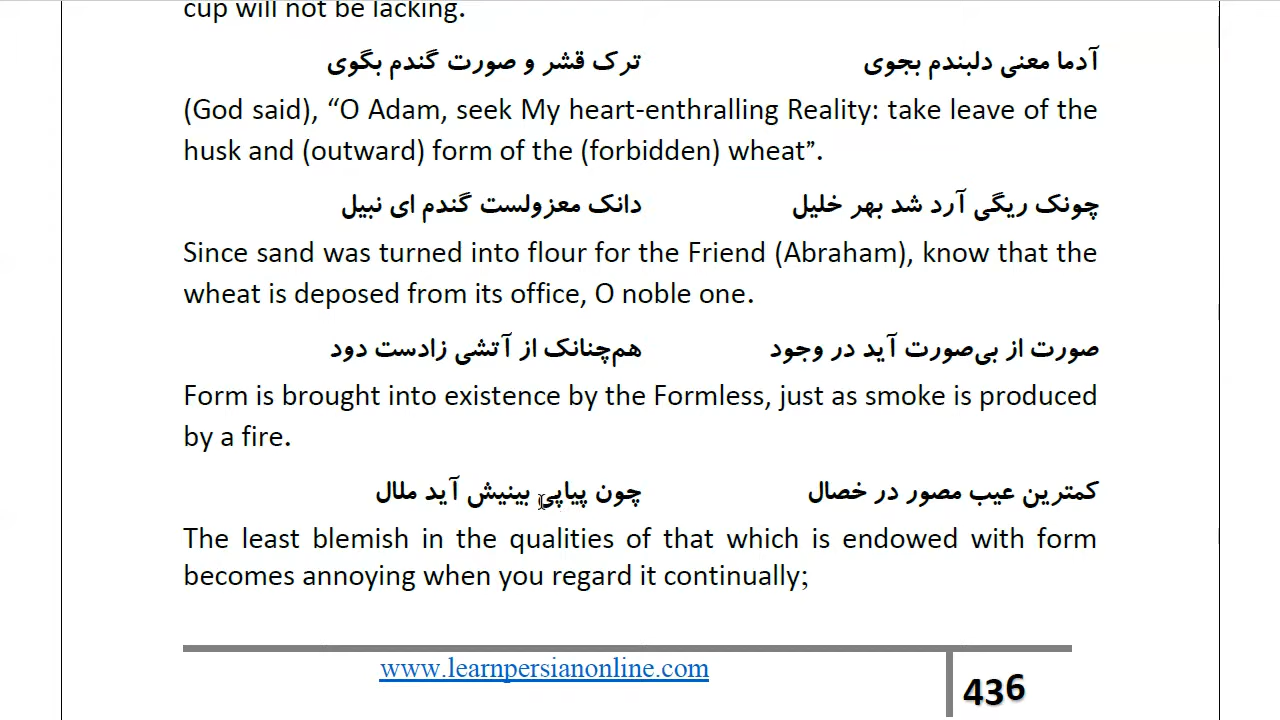 cup will not be lacking.
آدما معنی دلبندم بجوی ترک قشر و صورت گندم بگوی
(God said), “O Adam, seek My heart-enthralling Reality: take leave of the
husk and (outward) form of the (forbidden) wheat”.
چونک ریگی آرد شد بهر خلیل دانک معزولست گندم ای نبیل
Since sand was turned into flour for the Friend (Abraham), know that the
wheat is deposed from its office, O noble one.
صورت از بی‌صورت آید در وجود هم‌چنانک از آتشی زادست دود
Form is brought into existence by the Formless, just as smoke is produced
by a fire.
کمترین عیب مصور در خصال چون پیاپی بینیش آید ملال
The least blemish in the qualities of that which is endowed with form
becomes annoying when you regard it continually;
www.learnpersianonline.com
436